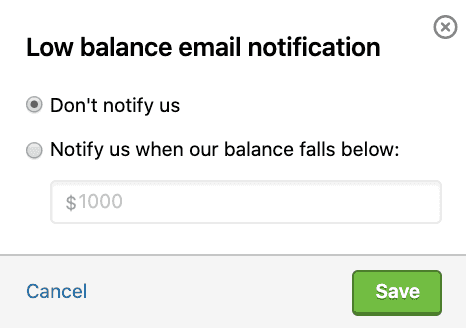 Low balance email notification
Don't notify us
Notify us when our balance falls below:
$1000
Cancel
Save